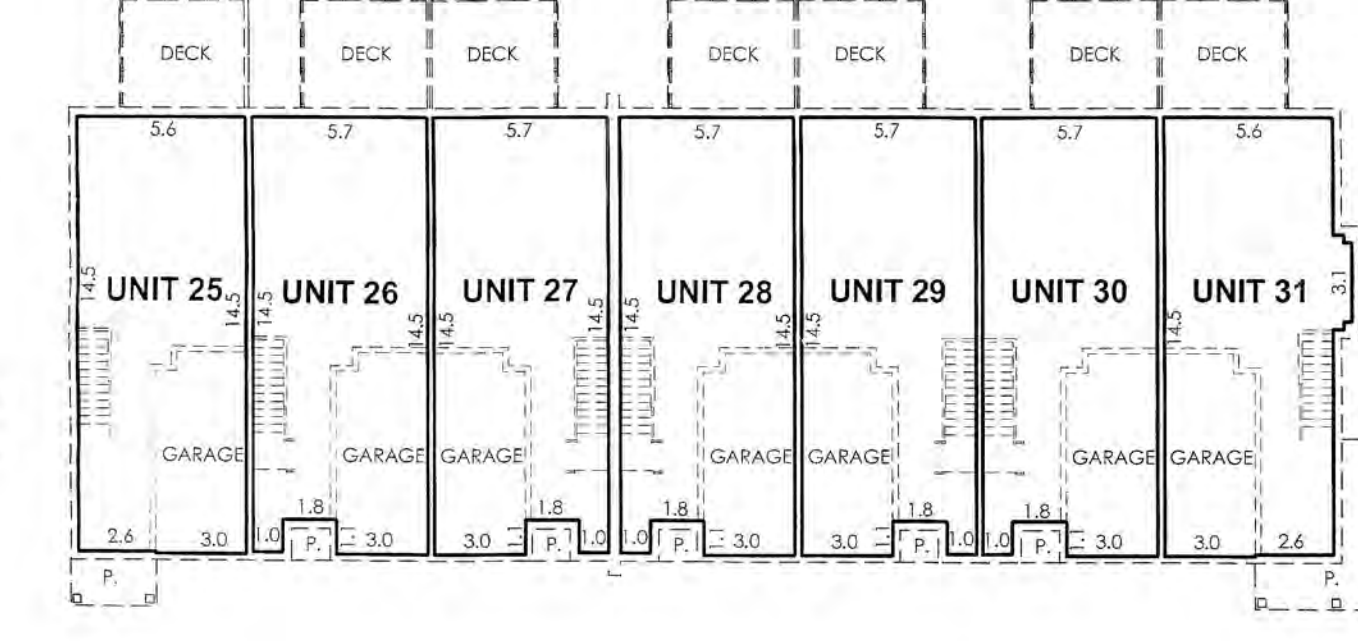 DECK DECK DECK DECK DECK DECK DECK
5.6 5.7 5.7 5.7 5.7 5.7 5.6
14.5 UNIT 25 14.5 14.5 UNIT 26 UNIT 27 14.5 14.5 UNIT 28 UNIT 29 UNIT 30 UNIT 31 3.1
14.5 14.5 14.5 14.5 14.5
GARAGE GARAGE GARAGE GARAGE GARAGE GARAGE GARAGE
1.8 1.8 1.8 1.8 1.8
2.6 3.0 1.0 P. 3.0 3.0 P. 1.0 1.0 P. 3.0 3.0 P. 1.0 1.0 P. 3.0 3.0 2.6
P. P.